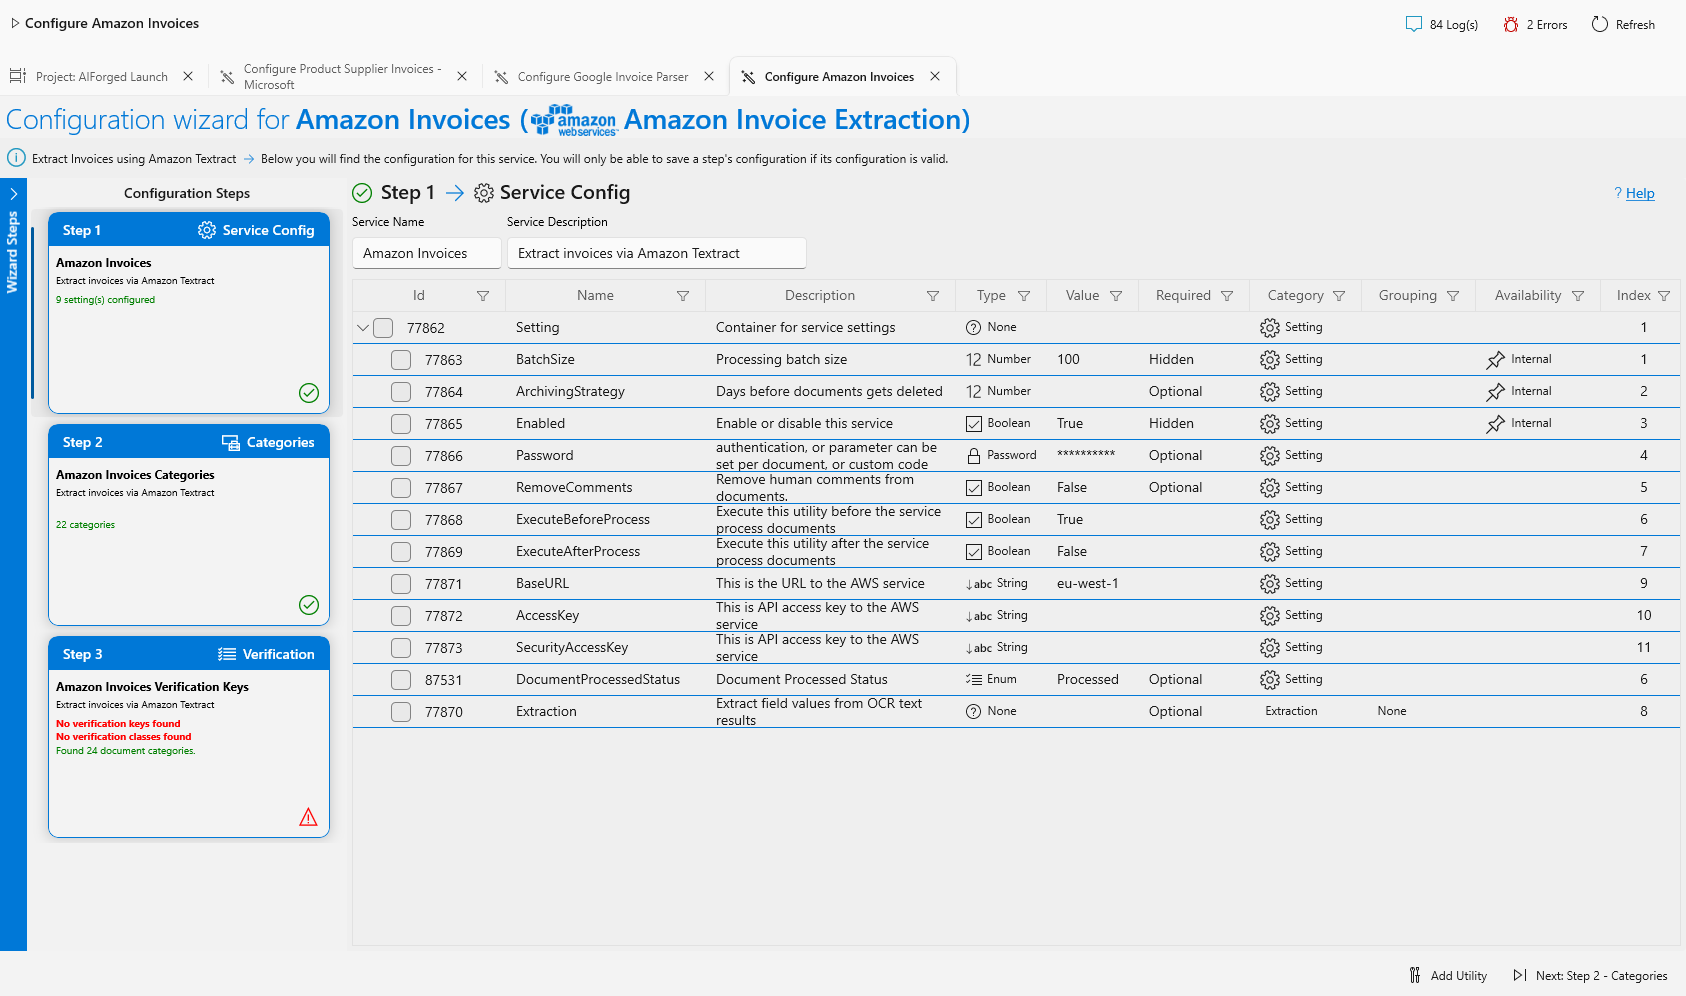 Configure Amazon Invoices
84 Log(s)
2 Errors
Refresh
Project: AIForged Launch
Configure Product Supplier Invoices -
Microsoft
Configure Google Invoice Parser
Configure Amazon Invoices
Configuration wizard for Amazon Invoices (amazon webservices™ Amazon Invoice Extraction)
Extract Invoices using Amazon Textract → Below you will find the configuration for this service. You will only be able to save a step's configuration if its configuration is valid.
Wizard Steps
Configuration Steps
Step 1 Service Config
Amazon Invoices
Extract invoices via Amazon Textract
9 setting(s) configured
Step 2 Categories
Amazon Invoices Categories
Extract invoices via Amazon Textract
22 categories
Step 3 Verification
Amazon Invoices Verification Keys
Extract invoices via Amazon Textract
No verification keys found
No verification classes found
Found 24 document categories.
Step 1 → Service Config
? Help
Service Name Service Description
Amazon Invoices Extract invoices via Amazon Textract
Id Name Description Type Value Required Category Grouping Availability Index
77862 Setting Container for service settings None Setting 1
77863 BatchSize Processing batch size 12 Number 100 Hidden Setting Internal 1
77864 ArchivingStrategy Days before documents gets deleted 12 Number Optional Setting Internal 2
77865 Enabled Enable or disable this service Boolean True Hidden Setting Internal 3
77866 Password authentication, or parameter can be
set per document, or custom code Password ********** Optional Setting 4
77867 RemoveComments Remove human comments from
documents. Boolean False Optional Setting 5
77868 ExecuteBeforeProcess Execute this utility before the service
process documents Boolean True Setting 6
77869 ExecuteAfterProcess Execute this utility after the service
process documents Boolean False Setting 7
77871 BaseURL This is the URL to the AWS service ↓abc String eu-west-1 Setting 9
77872 AccessKey This is API access key to the AWS
service ↓abc String Setting 10
77873 SecurityAccessKey This is API access key to the AWS
service ↓abc String Setting 11
87531 DocumentProcessedStatus Document Processed Status Enum Processed Optional Setting 6
77870 Extraction Extract field values from OCR text
results None Optional Extraction None 8
Add Utility
Next: Step 2 - Categories